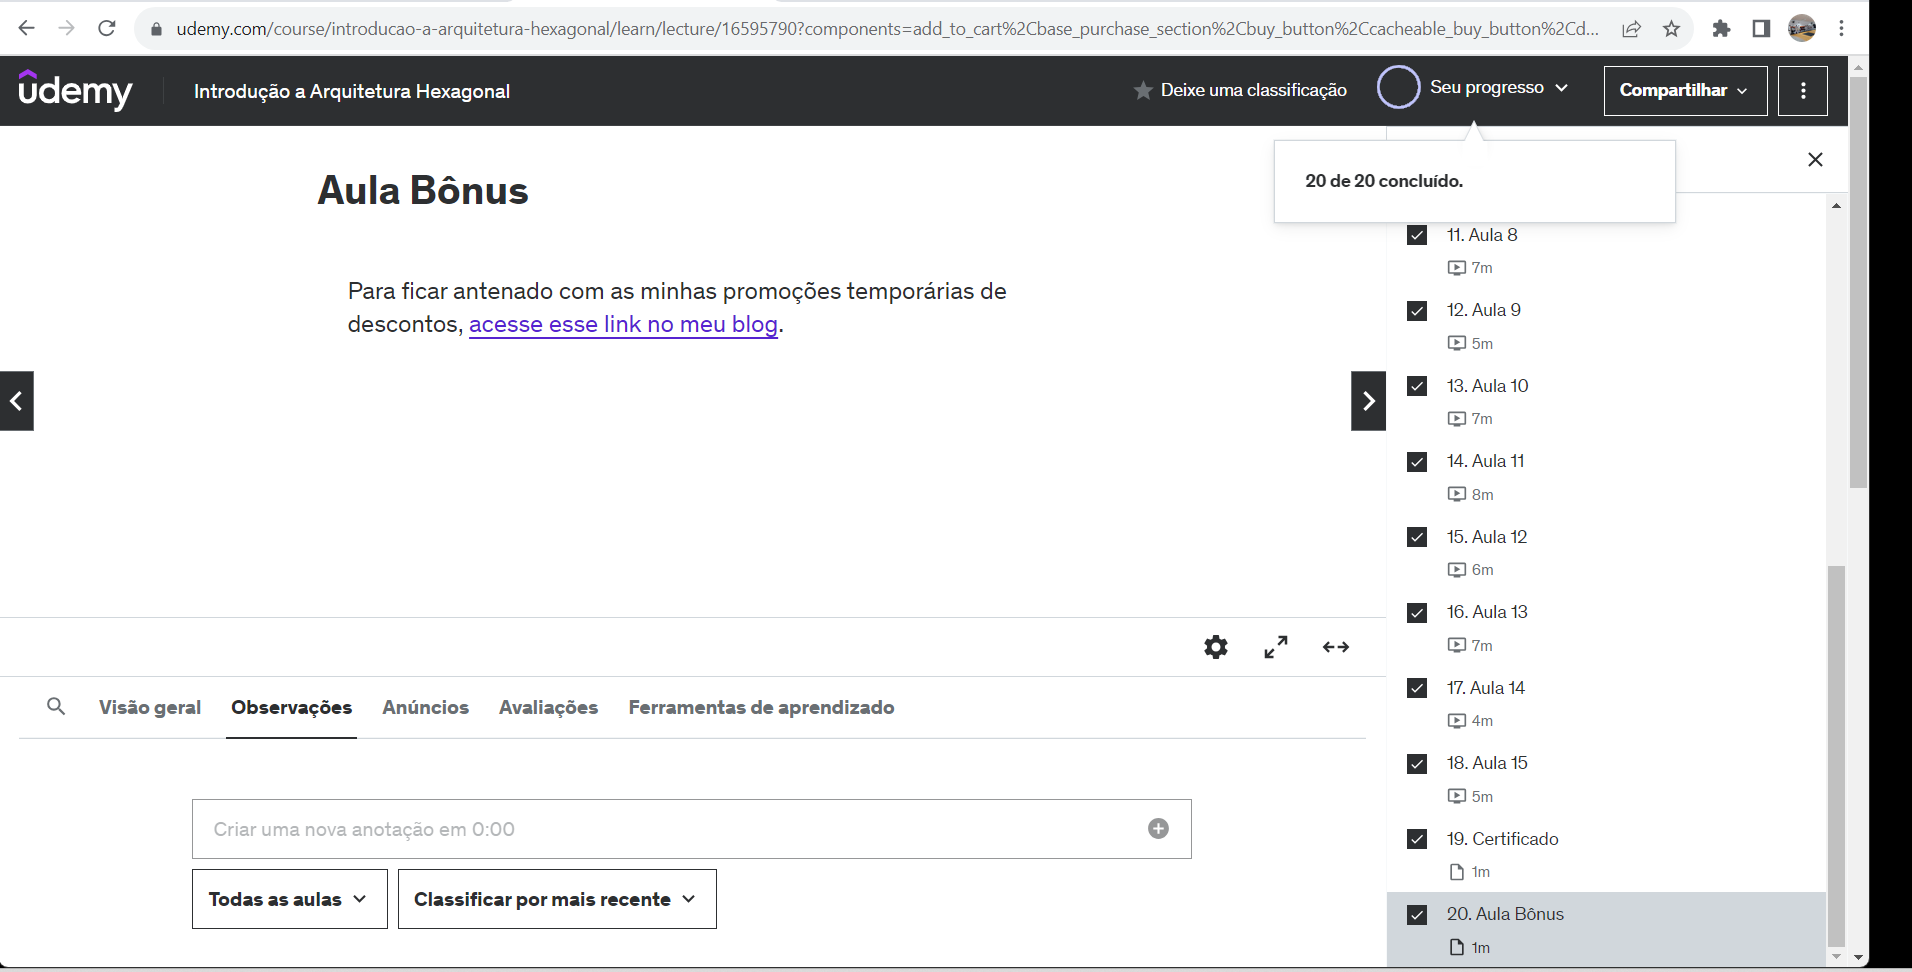 udemy.com/course/introducao-a-arquitetura-hexagonal/learn/lecture/16595790?components=add_to_cart%2Cbase_purchase_section%2Cbuy_button%2Ccacheable_buy_button%2Cd...
udemy
Introdução a Arquitetura Hexagonal
Deixe uma classificação
Seu progresso
Compartilhar
20 de 20 concluído.
Aula Bônus
Para ficar antenado com as minhas promoções temporárias de
descontos, acesse esse link no meu blog.
Visão geral
Observações
Anúncios
Avaliações
Ferramentas de aprendizado
Criar uma nova anotação em 0:00
Todas as aulas
Classificar por mais recente
11. Aula 8
7m
12. Aula 9
5m
13. Aula 10
7m
14. Aula 11
8m
15. Aula 12
6m
16. Aula 13
7m
17. Aula 14
4m
18. Aula 15
5m
19. Certificado
1m
20. Aula Bônus
1m